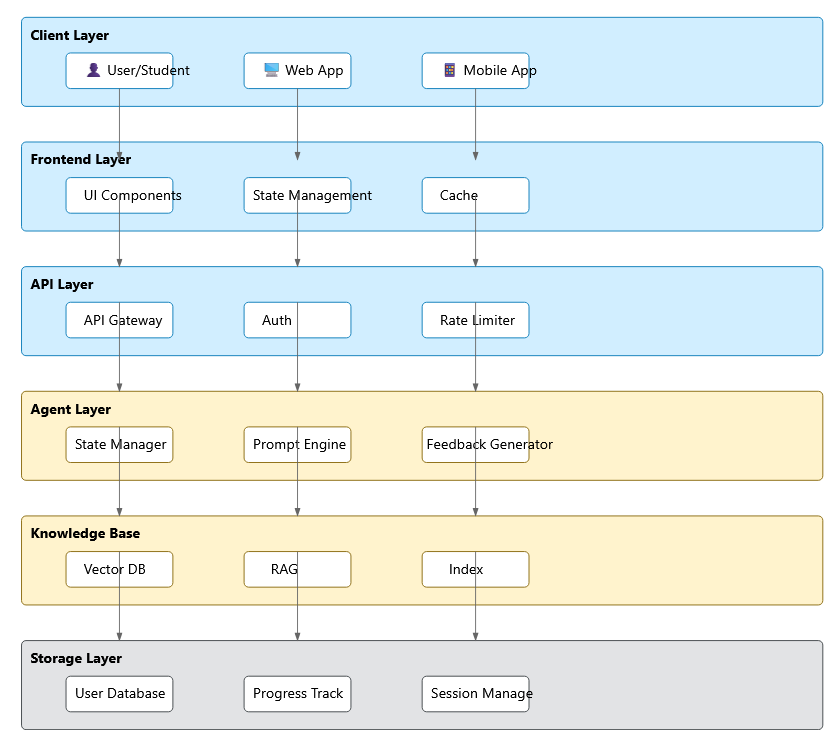 Client Layer
User/Student Web App Mobile App
Frontend Layer
UI Components State Management Cache
API Layer
API Gateway Auth Rate Limiter
Agent Layer
State Manager Prompt Engine Feedback Generator
Knowledge Base
Vector DB RAG Index
Storage Layer
User Database Progress Track Session Manage